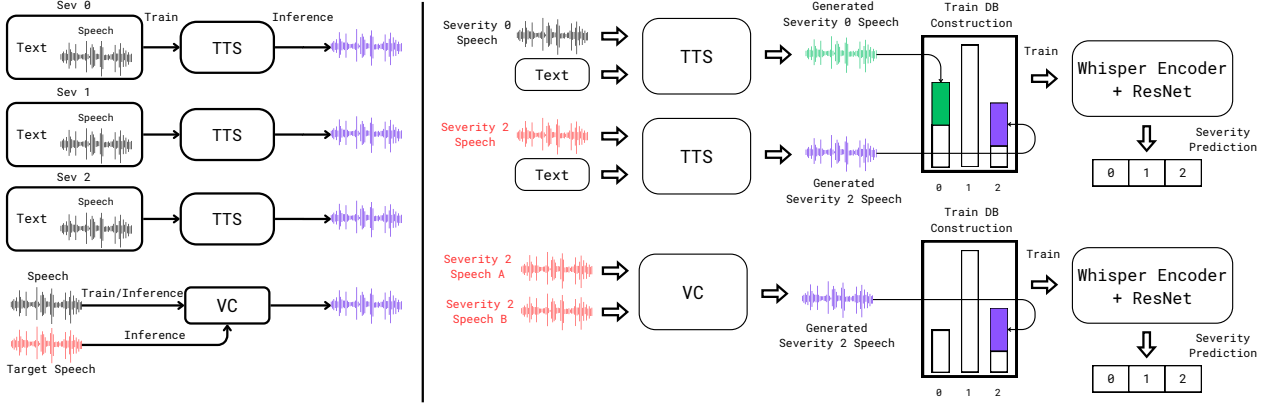 Sev 0
Text
Speech
Train
TTS
Inference
Sev 1
Text
Speech
TTS
Sev 2
Text
Speech
TTS
Speech
Train/Inference
VC
Inference
Target Speech
Severity 0
Speech
Text
TTS
Generated
Severity 0 Speech
Severity 2
Speech
Text
TTS
Generated
Severity 2 Speech
Train DB
Construction
0 1 2
Train
Whisper Encoder
+ ResNet
Severity
Prediction
0 1 2
Severity 2
Speech A
Severity 2
Speech B
VC
Generated
Severity 2 Speech
Train DB
Construction
0 1 2
Train
Whisper Encoder
+ ResNet
Severity
Prediction
0 1 2